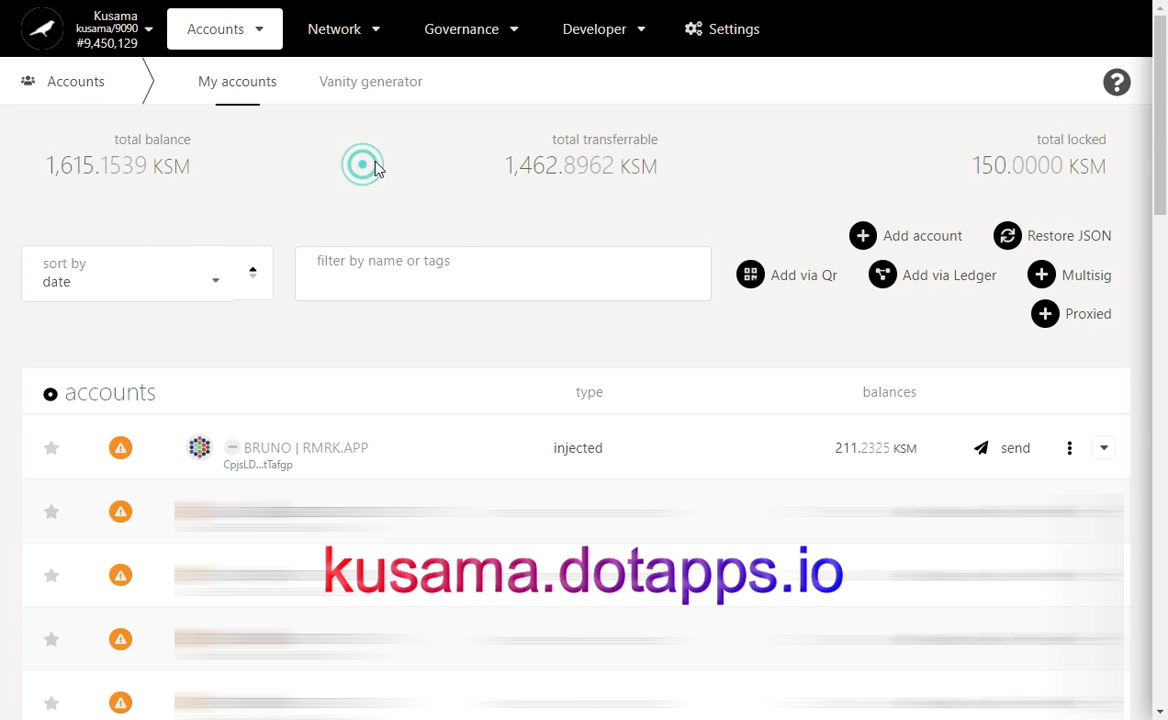 Kusama
kusama/9090
#9,450,129
Accounts
Network
Governance
Developer
Settings
Accounts
My accounts
Vanity generator
total balance
1,615.1539 KSM
total transferrable
1,462.8962 KSM
total locked
150.0000 KSM
Add account
Restore JSON
sort by
date
filter by name or tags
Add via Qr
Add via Ledger
Multisig
Proxied
accounts
type
balances
BRUNO | RMRK.APP
CpjsLD...tTafgp
injected
211.2325 KSM
send
kusama.dotapps.io